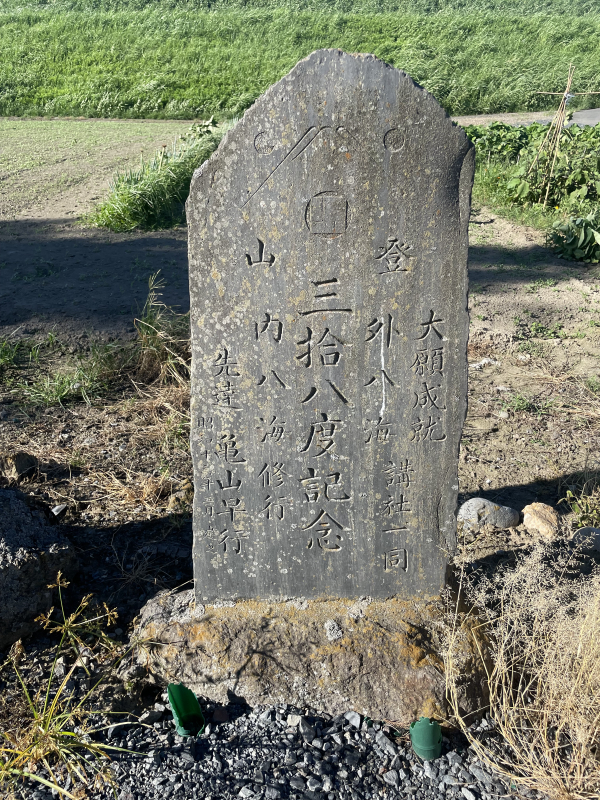 大願成就
登
外八海
講社一同
三拾八度記念
山
内八海修行
先達 亀山早行